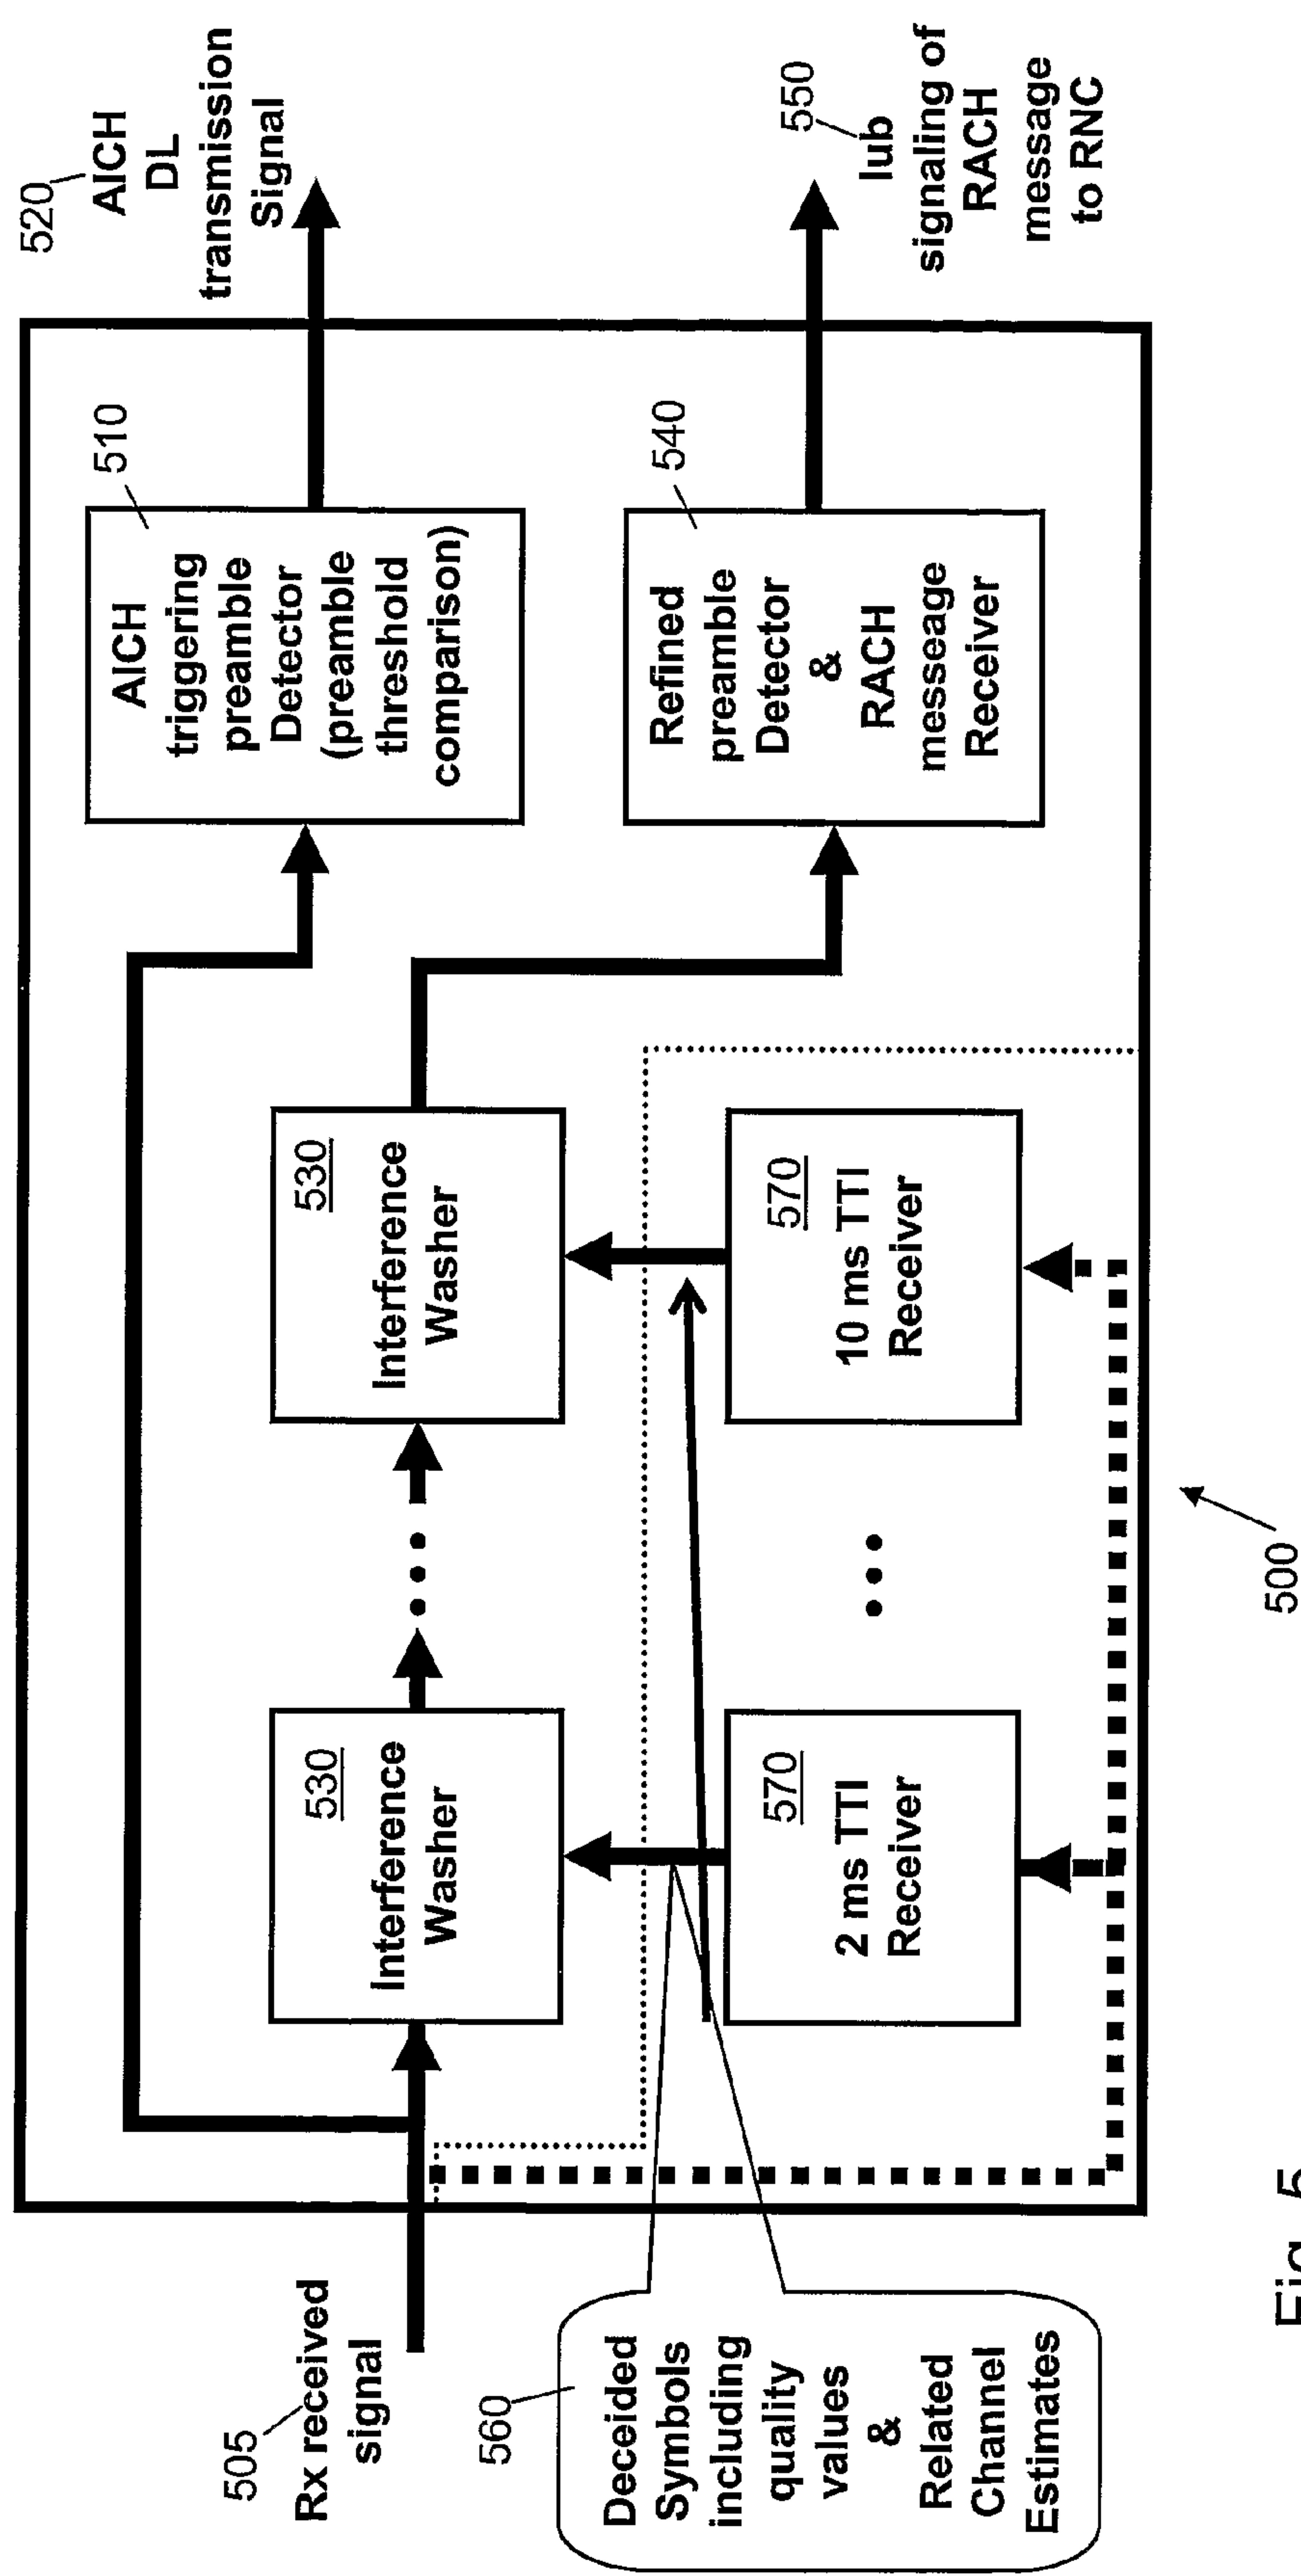 505
Rx received
signal
560
Deceided
Symbols
including
quality
values
&
Related
Channel
Estimates
530
Interference
Washer
530
Interference
Washer
570
2 ms TTI
Receiver
570
10 ms TTI
Receiver
510
AICH
triggering
preamble
Detector
(preamble
threshold
comparison)
540
Refined
preamble
Detector
&
RACH
messeage
Receiver
520
AICH
DL
transmission
Signal
550
Iub
signaling of
RACH
message
to RNC
500
Fig. 5